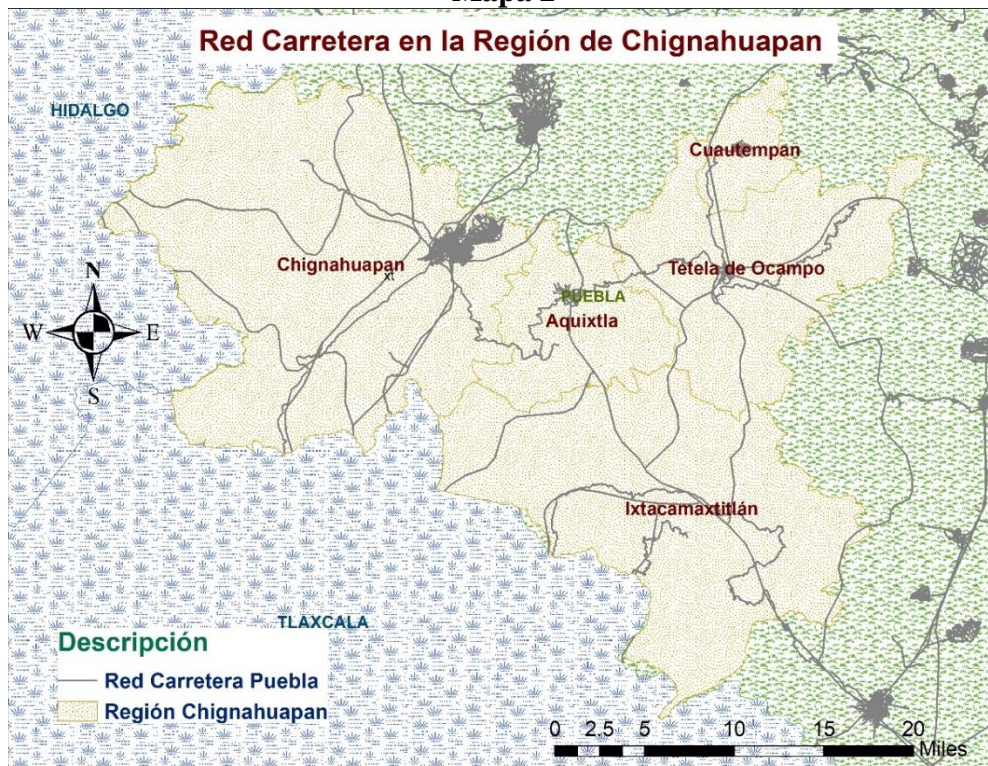 Red Carretera en la Región de Chignahuapan
HIDALGO
Cuautempan
Chignahuapan
Tetela de Ocampo
PUEBLA
Aquixtla
N
W
E
S
Ixtacamaxtitlán
TLAXCALA
Descripción
Red Carretera Puebla
Región Chignahuapan
0 2.5 5 10 15 20
Miles